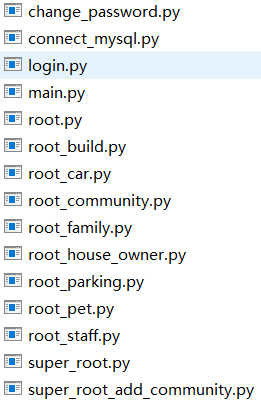 change_password.py
connect_mysql.py
login.py
main.py
root.py
root_build.py
root_car.py
root_community.py
root_family.py
root_house_owner.py
root_parking.py
root_pet.py
root_staff.py
super_root.py
super_root_add_community.py